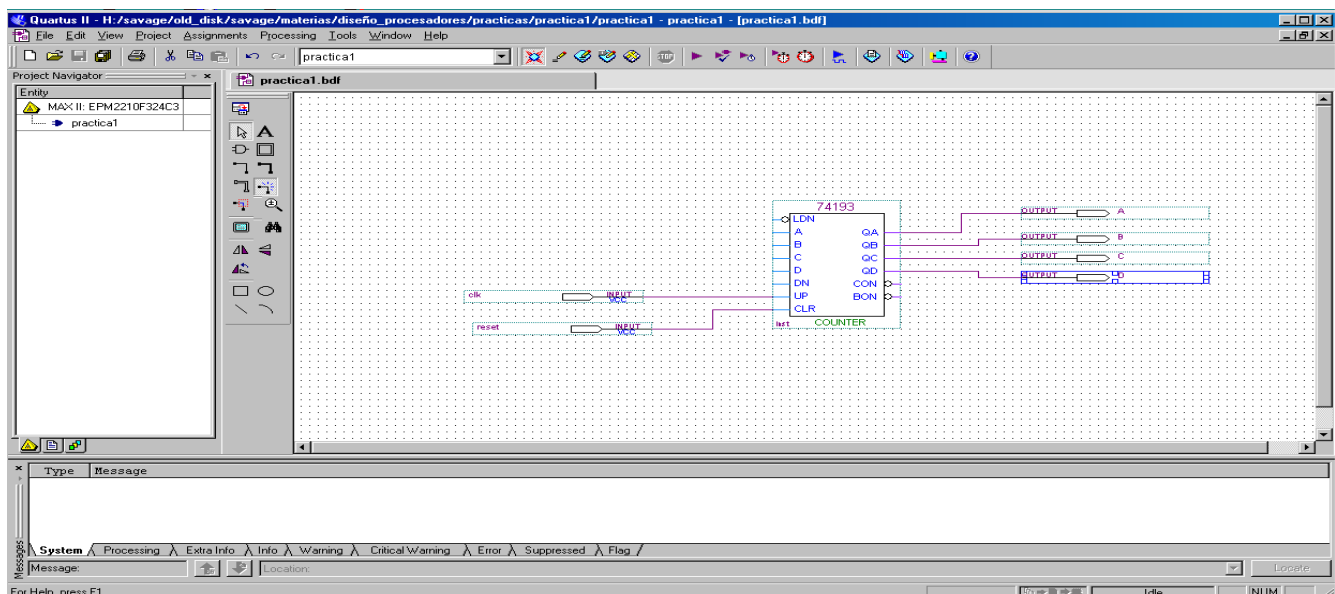 Quartus II - H:/savage/old_disk/savage/materias/diseño_procesadores/practicas/practica1/practica1 - practica1 - [practica1.bdf]
File Edit View Project Assignments Processing Tools Window Help
practica1
Project Navigator
practica1.bdf
Entity
MAX II: EPM2210F324C3
practica1
74193
LDN
A QA
B QB
C QC
D QD
DN CON
UP BON
CLR
inst COUNTER
clk INPUT
VCC
reset INPUT
VCC
OUTPUT A
OUTPUT B
OUTPUT C
OUTPUT D
Type Message
Messages
System Processing Extra Info Info Warning Critical Warning Error Suppressed Flag
Message: Location: Locate
For Help, press F1 Idle NUM